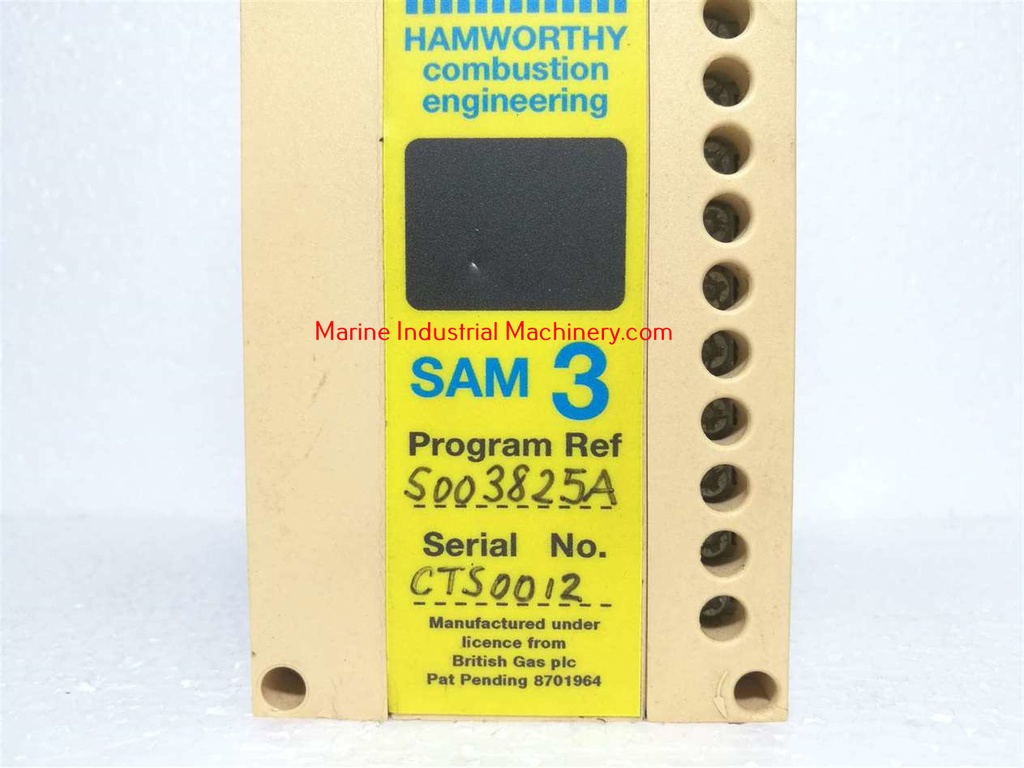 HAMWORTHY
combustion
engineering
Marine Industrial Machinery.com
SAM 3
Program Ref
S003825A
Serial No.
CTS0012
Manufactured under
licence from
British Gas plc
Pat Pending 8701964